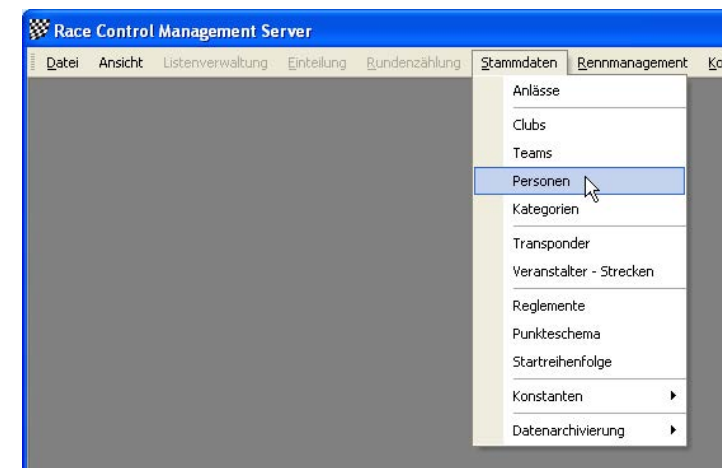 Race Control Management Server
Datei Ansicht Listenverwaltung Einteilung Rundenzählung Stammdaten Rennmanagement
Anlässe
Clubs
Teams
Personen
Kategorien
Transponder
Veranstalter - Strecken
Reglemente
Punkteschema
Startreihenfolge
Konstanten
Datenarchivierung